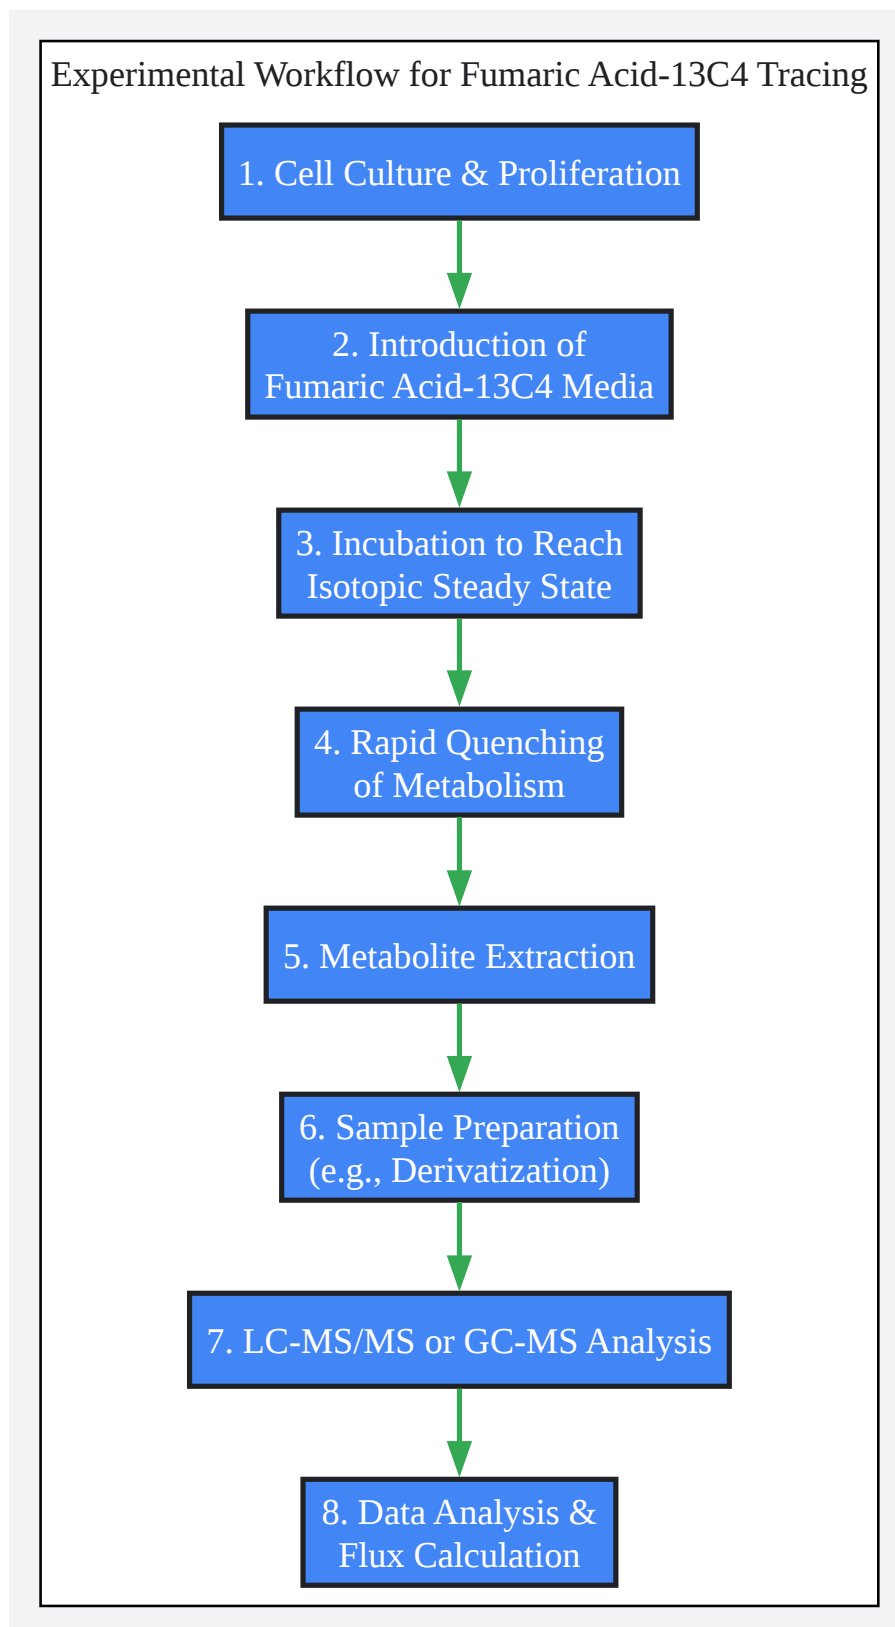 Experimental Workflow for Fumaric Acid-13C4 Tracing
1. Cell Culture & Proliferation
2. Introduction of
Fumaric Acid-13C4 Media
3. Incubation to Reach
Isotopic Steady State
4. Rapid Quenching
of Metabolism
5. Metabolite Extraction
6. Sample Preparation
(e.g., Derivatization)
7. LC-MS/MS or GC-MS Analysis
8. Data Analysis &
Flux Calculation